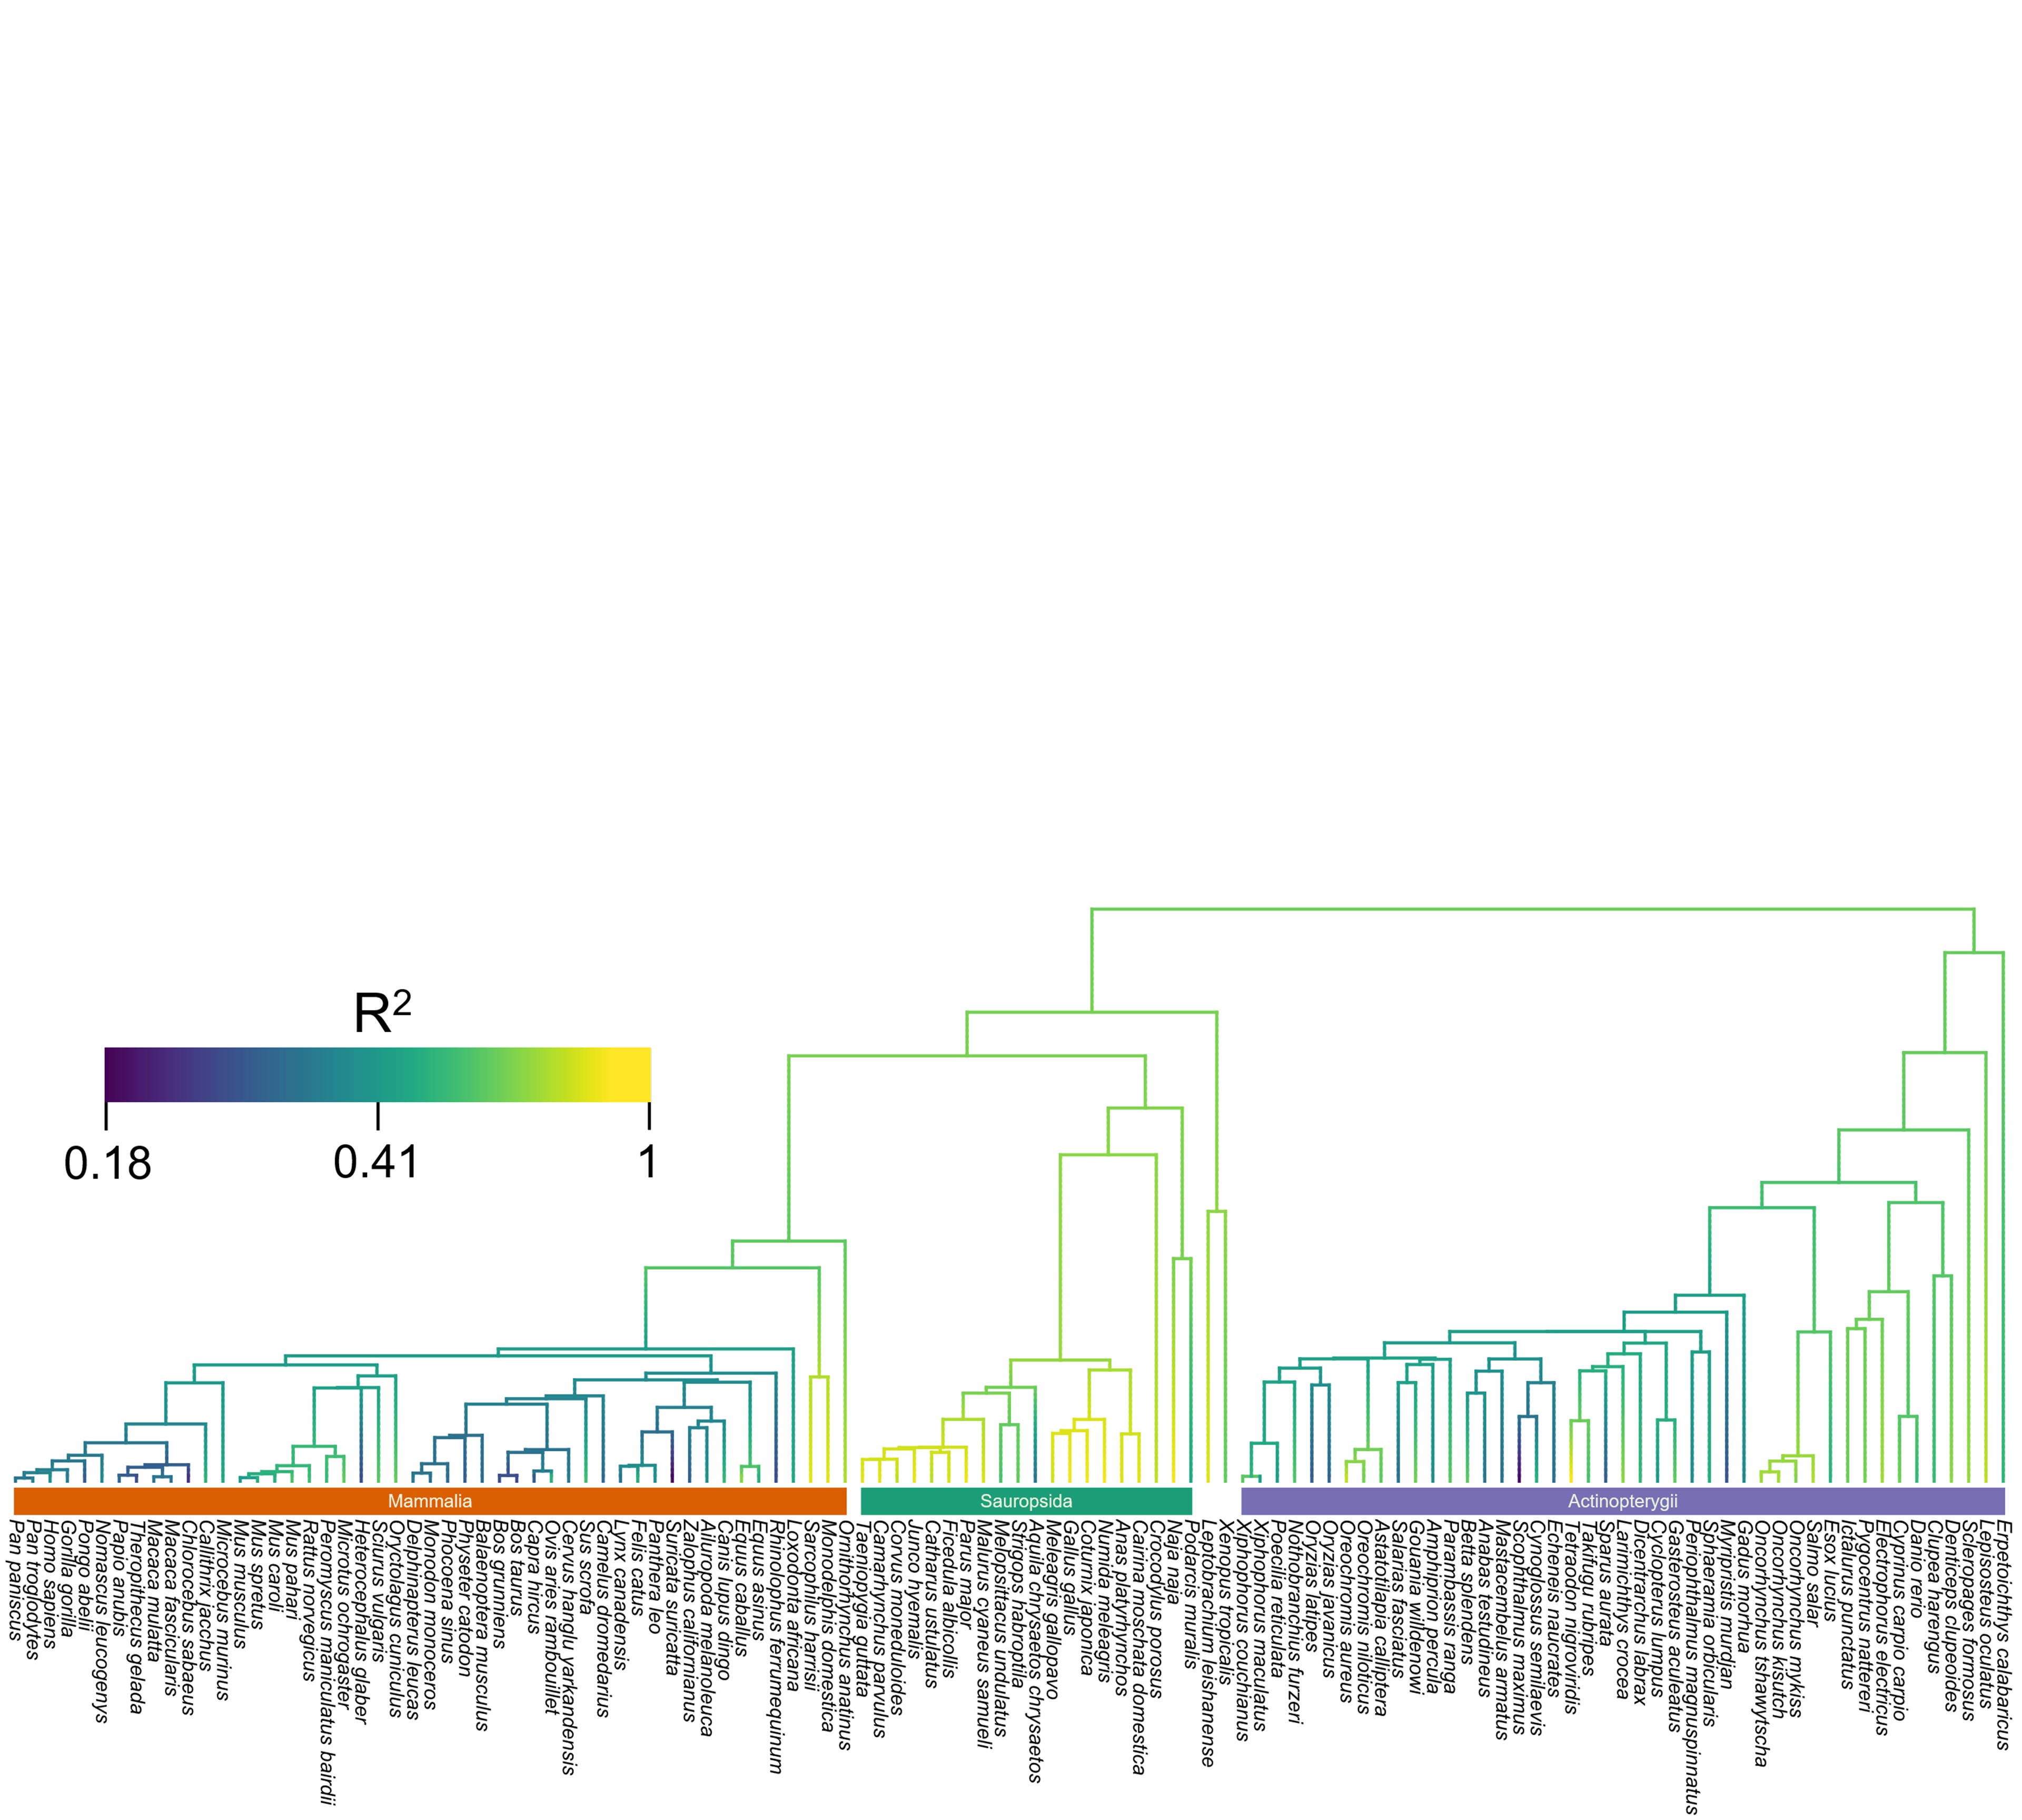 R²
0.18
0.41
1
Mammalia
Sauropsida
Actinopterygii
Pan paniscus
Pan troglodytes
Homo sapiens
Gorilla gorilla
Pongo abelii
Nomascus leucogenys
Papio anubis
Theropithecus gelada
Macaca mulatta
Macaca fascicularis
Chlorocebus sabaeus
Callithrix jacchus
Microcebus murinus
Mus musculus
Mus spretus
Mus caroli
Mus pahari
Rattus norvegicus
Peromyscus maniculatus bairdii
Microtus ochrogaster
Heterocephalus glaber
Sciurus vulgaris
Oryctolagus cuniculus
Delphinapterus leucas
Monodon monoceros
Phocoena sinus
Physeter catodon
Balaenoptera musculus
Bos grunniens
Bos taurus
Capra hircus
Ovis aries rambouillet
Cervus hanglu yarkandensis
Sus scrofa
Camelus dromedarius
Lynx canadensis
Felis catus
Panthera leo
Suricata suricatta
Zalophus californianus
Ailuropoda melanoleuca
Canis lupus dingo
Equus caballus
Equus asinus
Rhinolophus ferrumequinum
Loxodonta africana
Sarcophilus harrisii
Monodelphis domestica
Ornithorhynchus anatinus
Taeniopygia guttata
Camarhynchus parvulus
Corvus moneduloides
Junco hyemalis
Catharus ustulatus
Ficedula albicollis
Parus major
Malurus cyaneus samueli
Melopsittacus undulatus
Strigops habroptila
Aquila chrysaetos chrysaetos
Meleagris gallopavo
Gallus gallus
Coturnix japonica
Numida meleagris
Anas platyrhynchos
Cairina moschata domestica
Crocodylus porosus
Naja naja
Podarcis muralis
Leptobrachium leishanense
Xenopus tropicalis
Xiphophorus couchianus
Xiphophorus maculatus
Poecilia reticulata
Nothobranchius furzeri
Oryzias latipes
Oryzias javanicus
Oreochromis aureus
Oreochromis niloticus
Astatotilapia calliptera
Salarias fasciatus
Gouania willdenowi
Amphiprion percula
Parambassis ranga
Betta splendens
Anabas testudineus
Mastacembelus armatus
Scophthalmus maximus
Cynoglossus semilaevis
Echeneis naucrates
Tetraodon nigroviridis
Takifugu rubripes
Sparus aurata
Larimichthys crocea
Dicentrarchus labrax
Cyclopterus lumpus
Gasterosteus aculeatus
Periophthalmus magnuspinnatus
Sphaeramia orbicularis
Myripristis murdjan
Gadus morhua
Oncorhynchus tshawytscha
Oncorhynchus kisutch
Oncorhynchus mykiss
Salmo salar
Esox lucius
Ictalurus punctatus
Pygocentrus nattereri
Electrophorus electricus
Cyprinus carpio carpio
Danio rerio
Clupea harengus
Denticeps clupeoides
Scleropages formosus
Lepisosteus oculatus
Erpetoichthys calabaricus